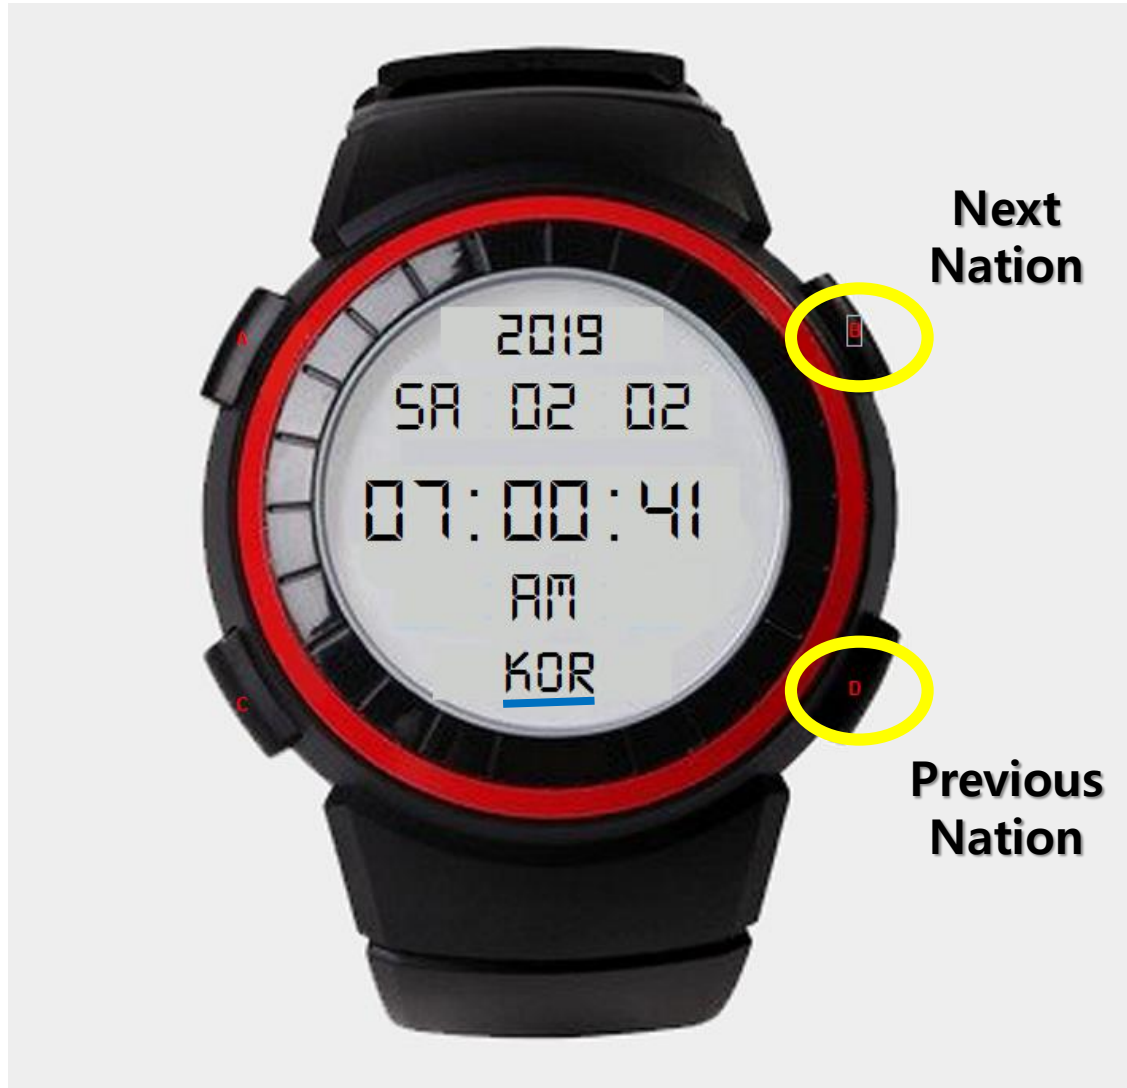 Next
Nation
A
B
2019
SA 02 02
07:00:41
AM
KOR
C
D
Previous
Nation